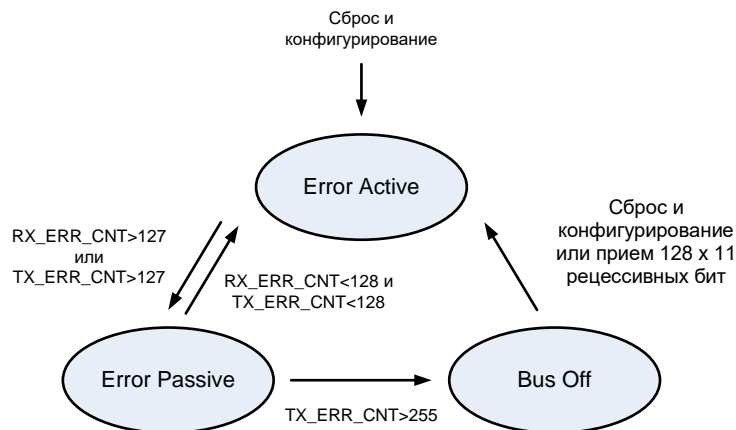 Сброс и
конфигурирование
Error Active
RX_ERR_CNT>127
или
TX_ERR_CNT>127
RX_ERR_CNT<128 и
TX_ERR_CNT<128
Сброс и
конфигурирование
или прием 128 x 11
рецессивных бит
Error Passive
Bus Off
TX_ERR_CNT>255